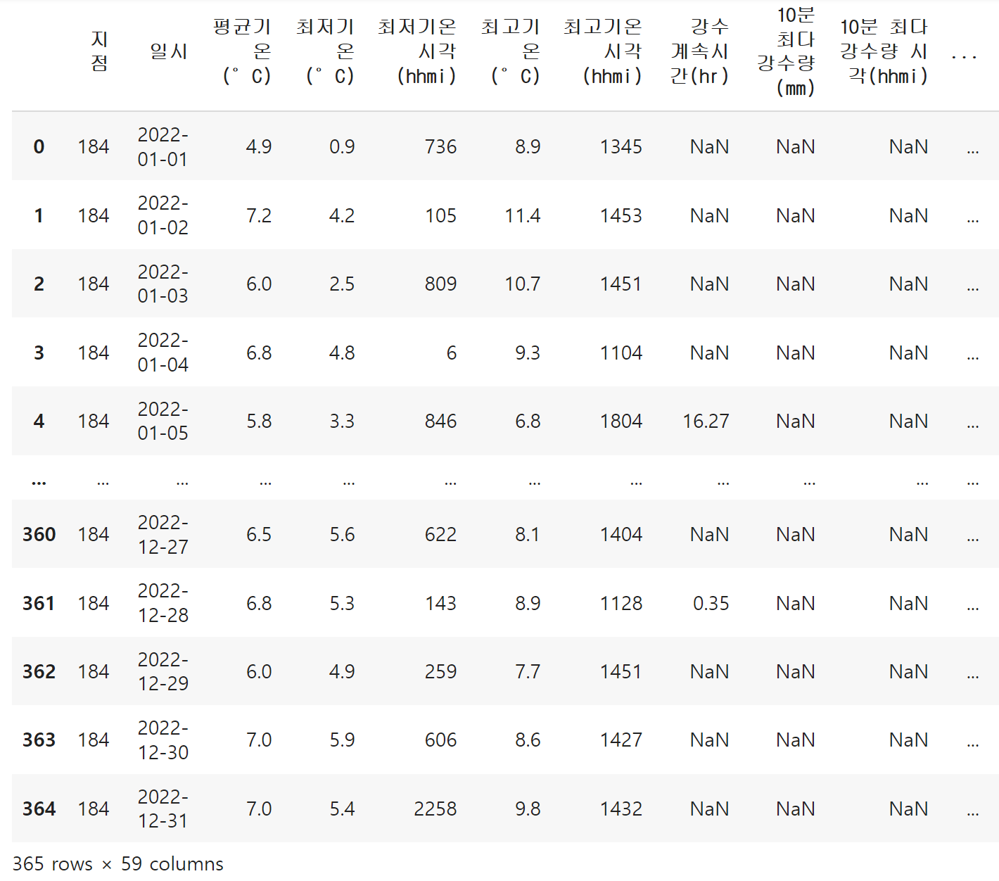 지점 일시 평균기온(° C) 최저기온(° C) 최저기온 시각(hhmi) 최고기온(° C) 최고기온 시각(hhmi) 강수 계속시간(hr) 10분 최다 강수량(mm) 10분 최다 강수량 시각(hhmi) ...
0 184 2022-01-01 4.9 0.9 736 8.9 1345 NaN NaN NaN ...
1 184 2022-01-02 7.2 4.2 105 11.4 1453 NaN NaN NaN ...
2 184 2022-01-03 6.0 2.5 809 10.7 1451 NaN NaN NaN ...
3 184 2022-01-04 6.8 4.8 6 9.3 1104 NaN NaN NaN ...
4 184 2022-01-05 5.8 3.3 846 6.8 1804 16.27 NaN NaN ...
... ... ... ... ... ... ... ... ... ... ... ...
360 184 2022-12-27 6.5 5.6 622 8.1 1404 NaN NaN NaN ...
361 184 2022-12-28 6.8 5.3 143 8.9 1128 0.35 NaN NaN ...
362 184 2022-12-29 6.0 4.9 259 7.7 1451 NaN NaN NaN ...
363 184 2022-12-30 7.0 5.9 606 8.6 1427 NaN NaN NaN ...
364 184 2022-12-31 7.0 5.4 2258 9.8 1432 NaN NaN NaN ...
365 rows × 59 columns